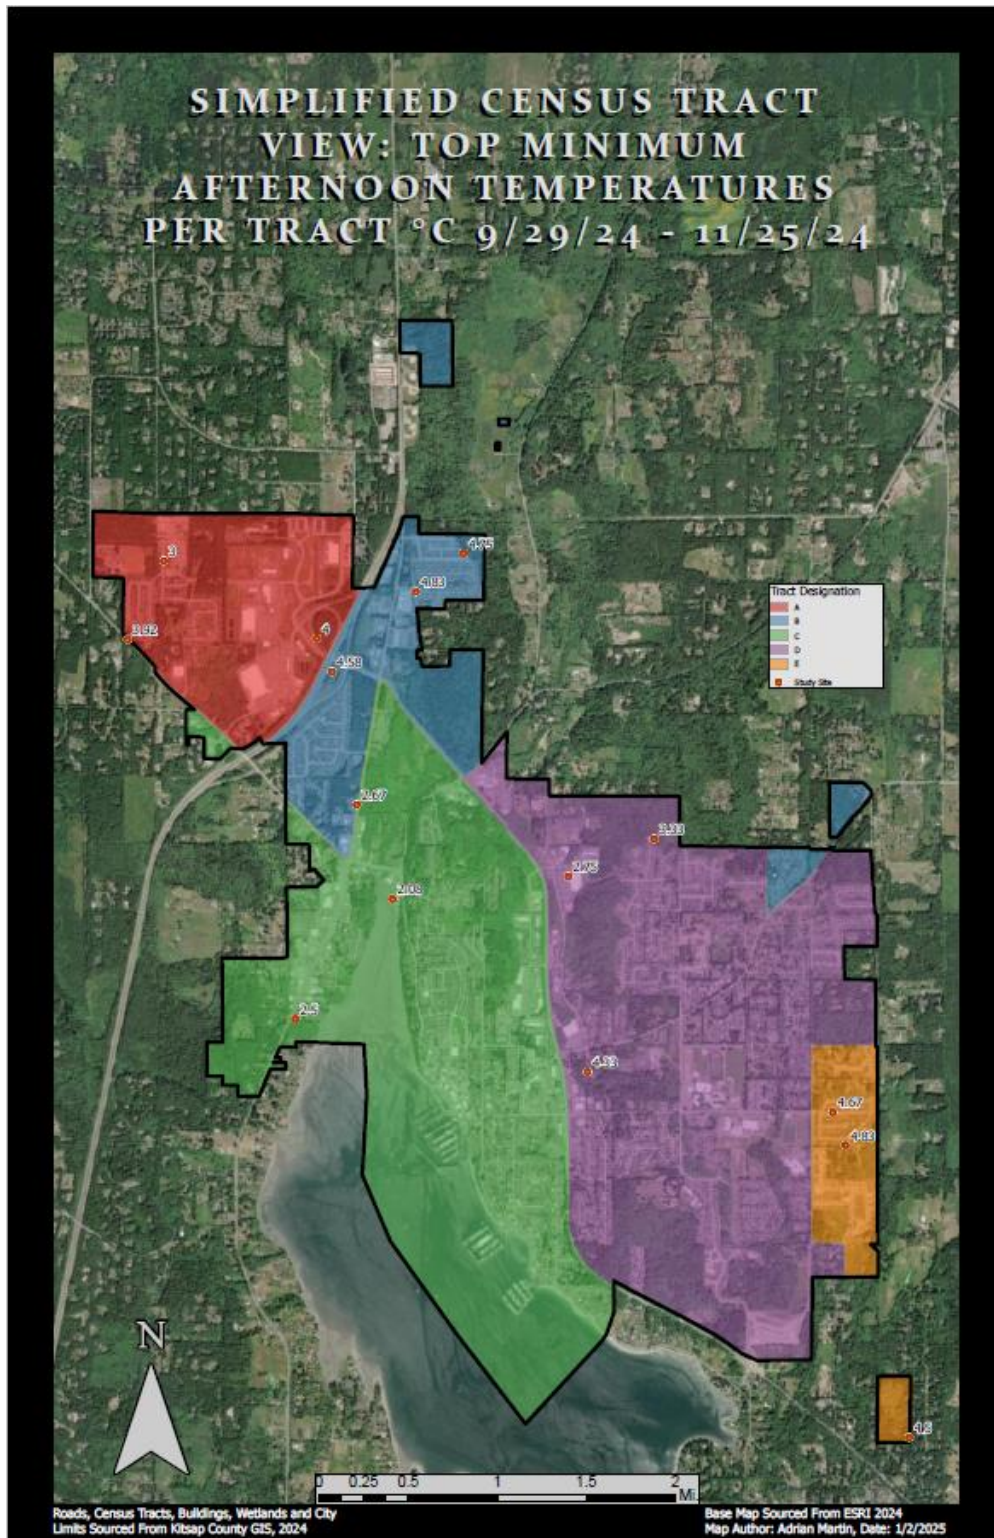 SIMPLIFIED CENSUS TRACT
VIEW: TOP MINIMUM
AFTERNOON TEMPERATURES
PER TRACT °C 9/29/24 - 11/25/24
4.75
3
4.83
3.92
4
4.58
Tract Designation
A
B
C
D
E
Study Site
2.67
3.33
2.75
2.08
2.5
4.33
4.67
4.83
4.5
N
0 0.25 0.5 1 1.5 2
Mi.
Roads, Census Tracts, Buildings, Wetlands and City
Limits Sourced From Kitsap County GIS, 2024
Base Map Sourced From ESRI 2024
Map Author: Adrian Martin, Date: 1/2/2025